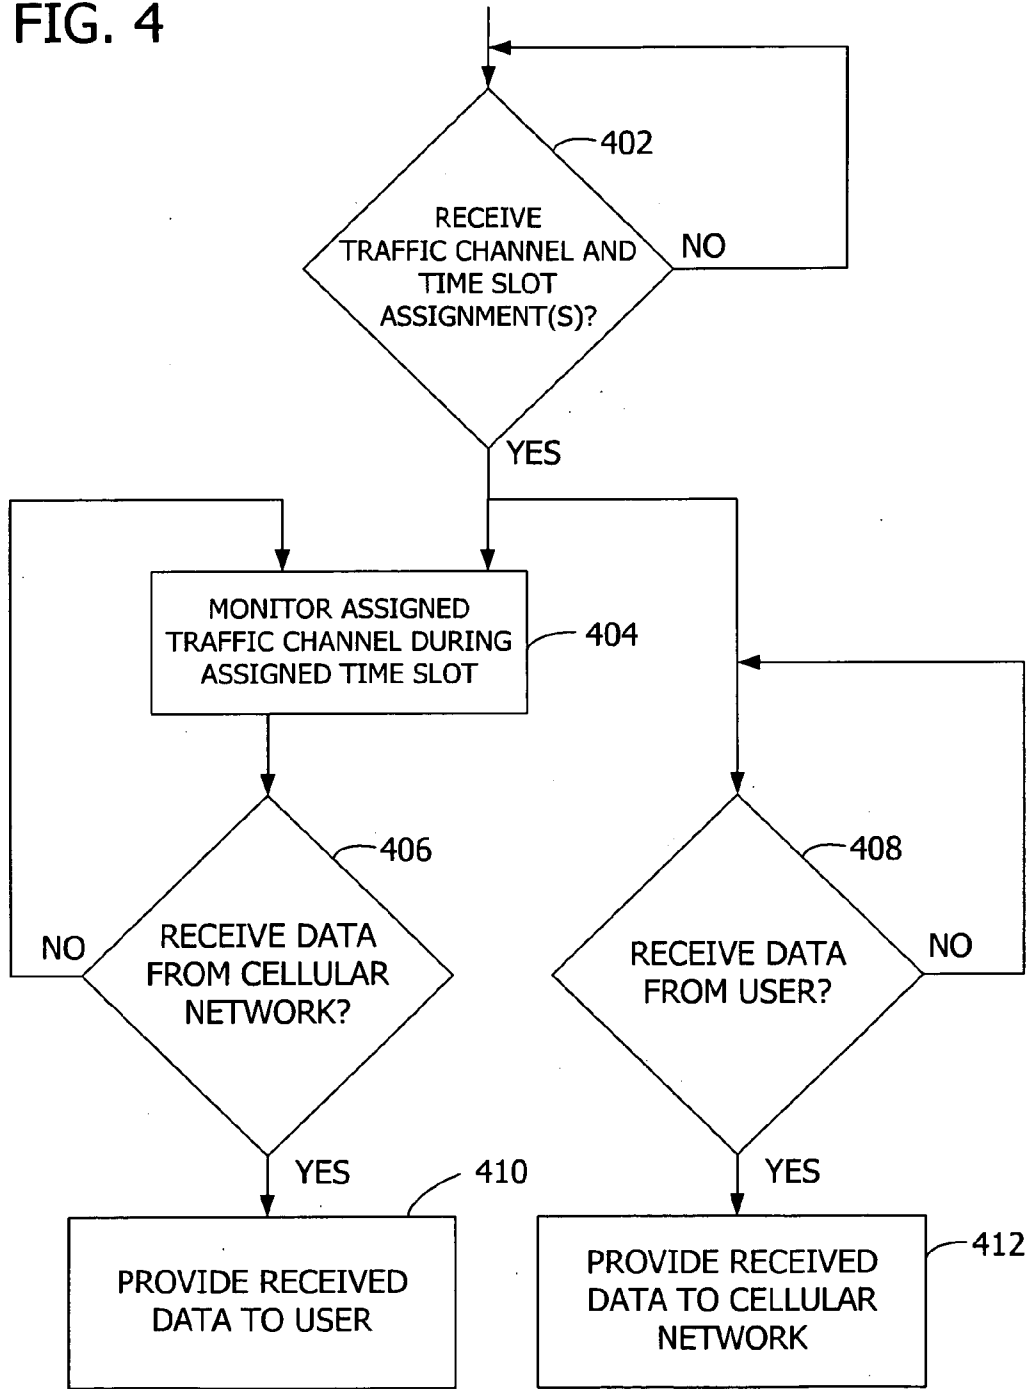 FIG. 4
402
RECEIVE
TRAFFIC CHANNEL AND
TIME SLOT
ASSIGNMENT(S)?
NO
YES
MONITOR ASSIGNED
TRAFFIC CHANNEL DURING
ASSIGNED TIME SLOT
404
406
RECEIVE DATA
FROM CELLULAR
NETWORK?
NO
408
RECEIVE DATA
FROM USER?
NO
YES
410
YES
PROVIDE RECEIVED
DATA TO USER
412
PROVIDE RECEIVED
DATA TO CELLULAR
NETWORK